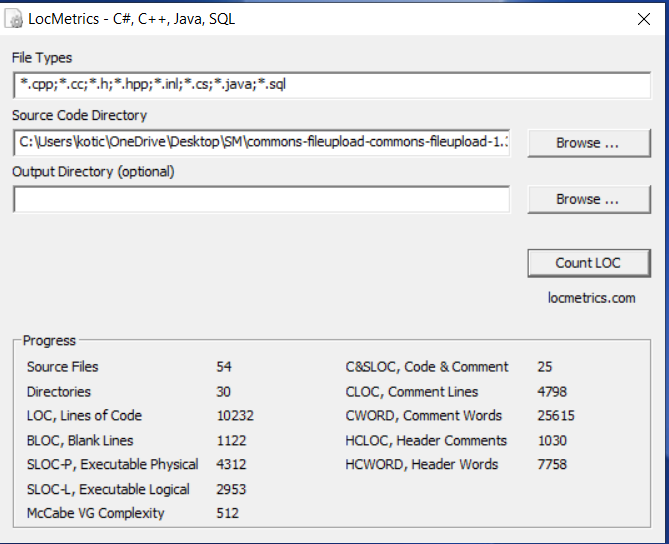 LocMetrics - C#, C++, Java, SQL
File Types
*.cpp;*.cc;*.h;*.hpp;*.inl;*.cs;*.java;*.sql
Source Code Directory
C:\Users\kotic\OneDrive\Desktop\SM\commons-fileupload-commons-fileupload-1.
Browse ...
Output Directory (optional)
Browse ...
Count LOC
locmetrics.com
Progress
Source Files 54
Directories 30
LOC, Lines of Code 10232
BLOC, Blank Lines 1122
SLOC-P, Executable Physical 4312
SLOC-L, Executable Logical 2953
McCabe VG Complexity 512
C&SLOC, Code & Comment 25
CLOC, Comment Lines 4798
CWORD, Comment Words 25615
HCLOC, Header Comments 1030
HCWORD, Header Words 7758